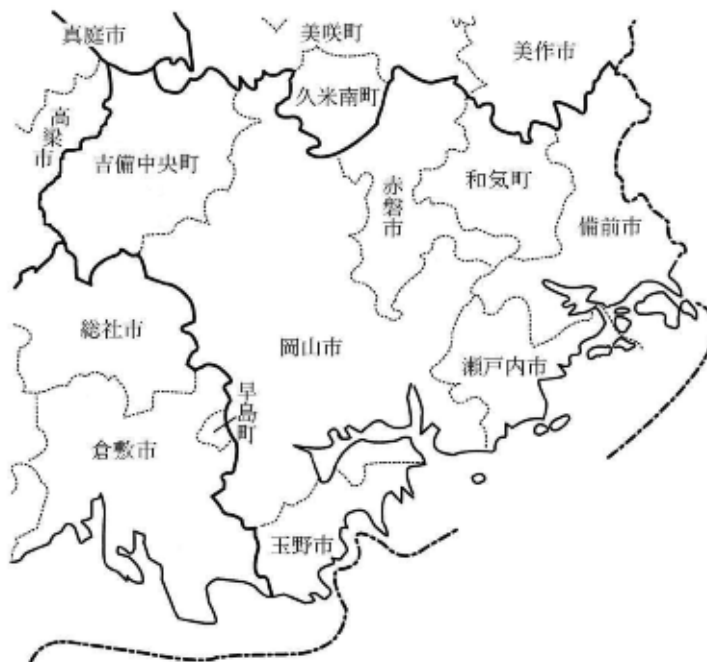 真庭市
美咲町
美作市
久米南町
高梁市
吉備中央町
赤磐市
和気町
備前市
総社市
岡山市
瀬戸内市
早島町
倉敷市
玉野市